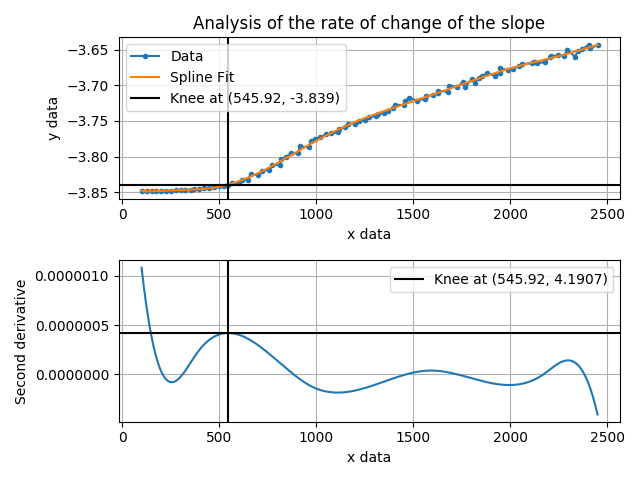 Analysis of the rate of change of the slope
−3.65
−3.70
−3.75
−3.80
−3.85
y data
Data
Spline Fit
Knee at (545.92, -3.839)
0
500
1000
1500
2000
2500
x data
0.0000010
0.0000005
0.0000000
Second derivative
Knee at (545.92, 4.1907)
0
500
1000
1500
2000
2500
x data